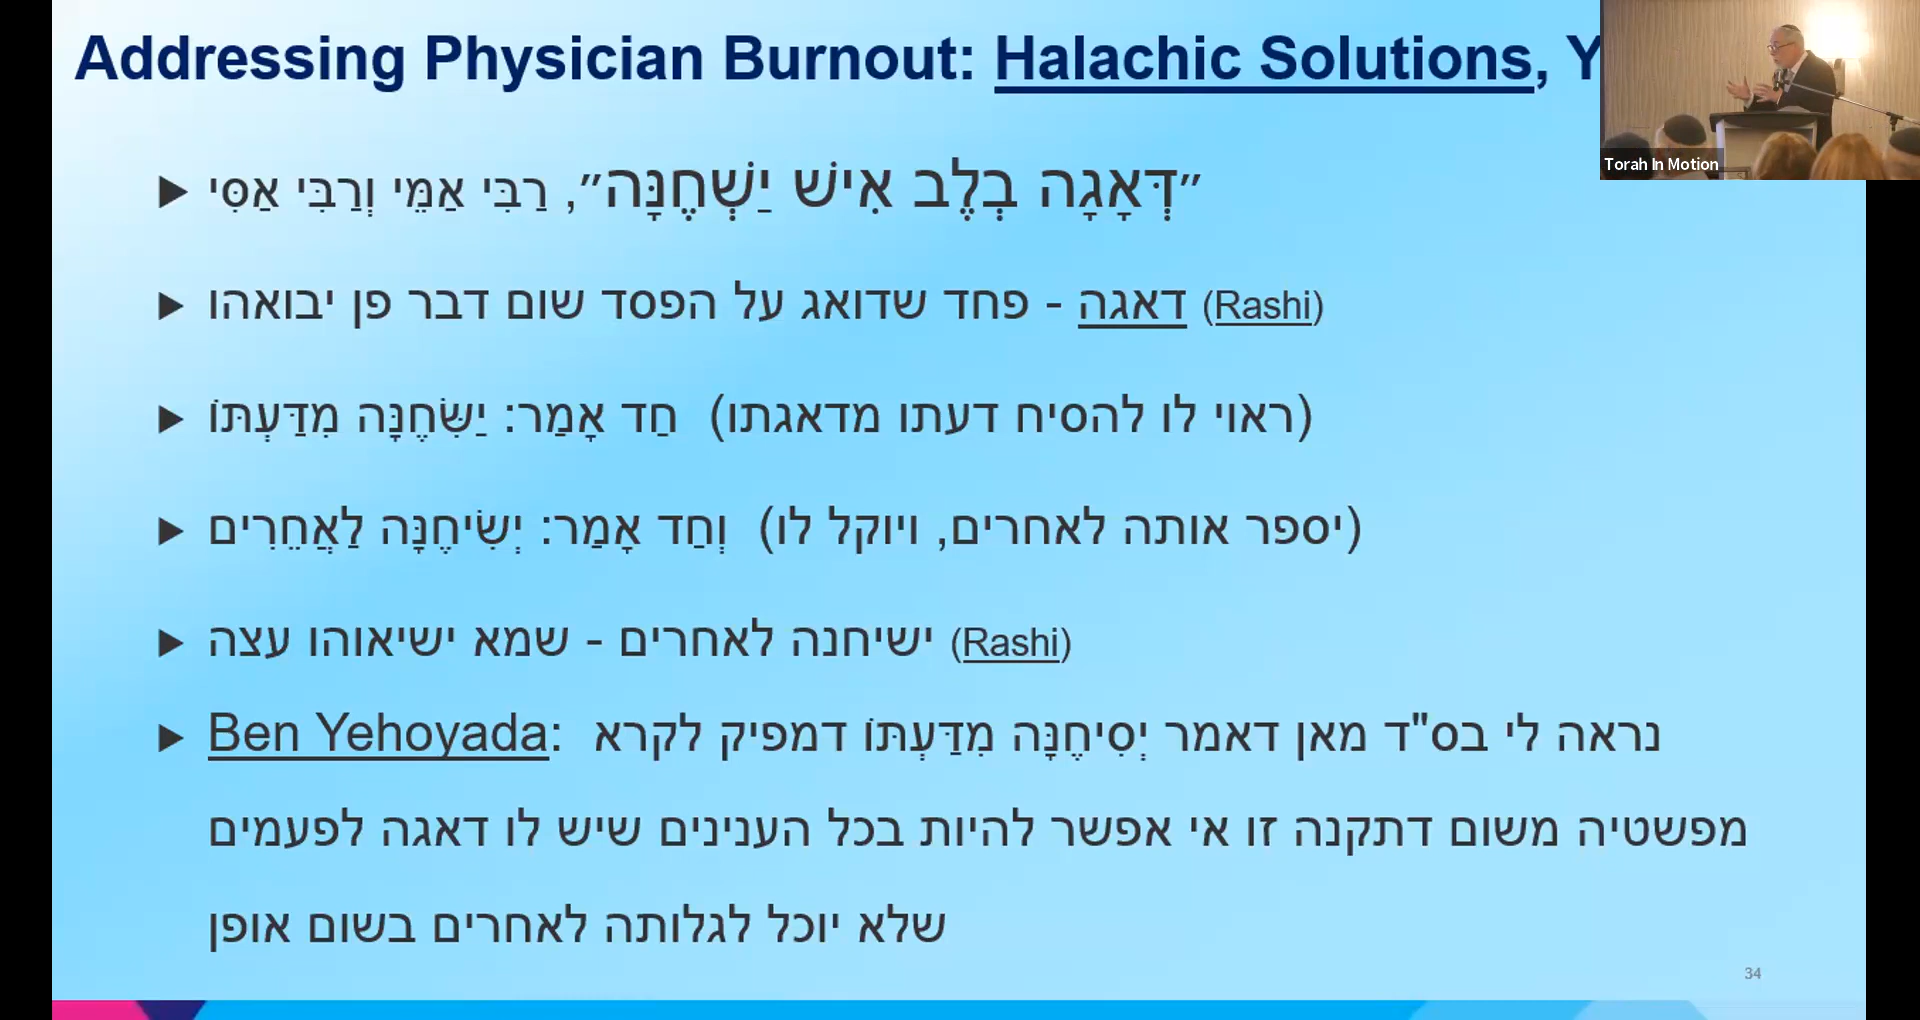 Addressing Physician Burnout: Halachic Solutions, Y
״דְּאָגָה בְלֶב אִישׁ יַשְׁחֶנָּה״, רַבִּי אַמֵּי וְרַבִּי אַסִּי
(Rashi) דאגה - פחד שדואג על הפסד שום דבר פן יבואהו
(ראוי לו להסיח דעתו מדאגתו) חַד אָמַר: יַשִּׂחֶנָּה מִדַּעְתּוֹ
(יספר אותה לאחרים, ויוקל לו) וְחַד אָמַר: יְשִׂיחֶנָּה לַאֲחֵרִים
(Rashi) ישיחנה לאחרים - שמא ישיאוהו עצה
Ben Yehoyada: נראה לי בס"ד מאן דאמר יְסִיחֶנָּה מִדַּעְתּוֹ דמפיק לקרא
מפשטיה משום דתקנה זו אי אפשר להיות בכל הענינים שיש לו דאגה לפעמים
שלא יוכל לגלותה לאחרים בשום אופן
34
Torah In Motion